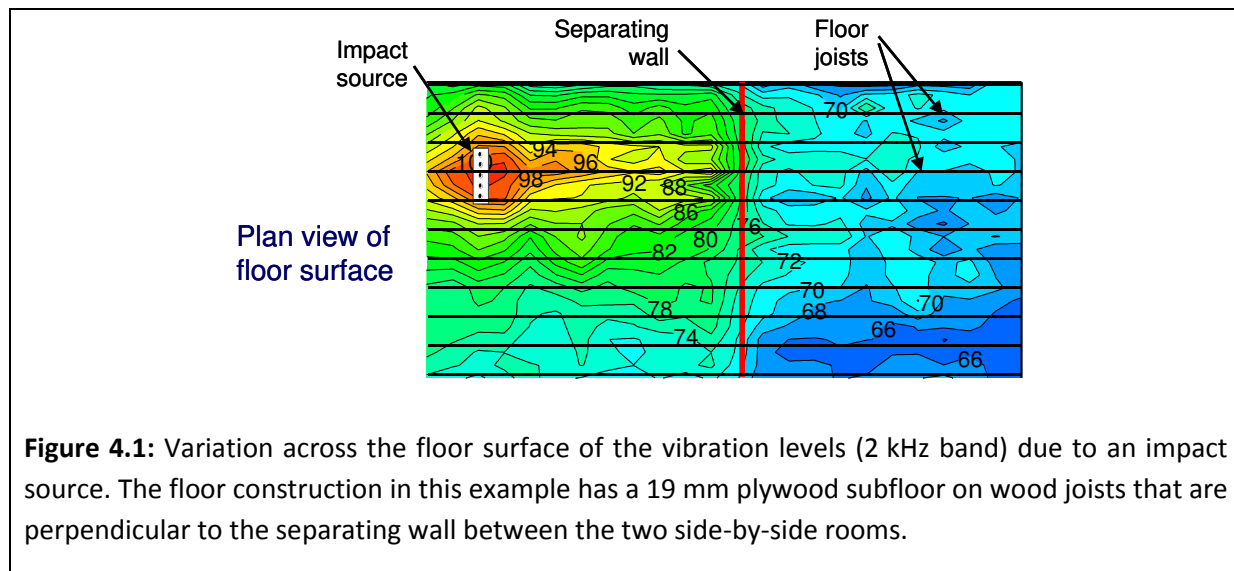 Impact
source
Separating
wall
Floor
joists
70
94
96
98
92
88
86
76
80
82
72
70
70
78
68
74
66
66
Plan view of
floor surface
Figure 4.1: Variation across the floor surface of the vibration levels (2 kHz band) due to an impact
source. The floor construction in this example has a 19 mm plywood subfloor on wood joists that are
perpendicular to the separating wall between the two side-by-side rooms.